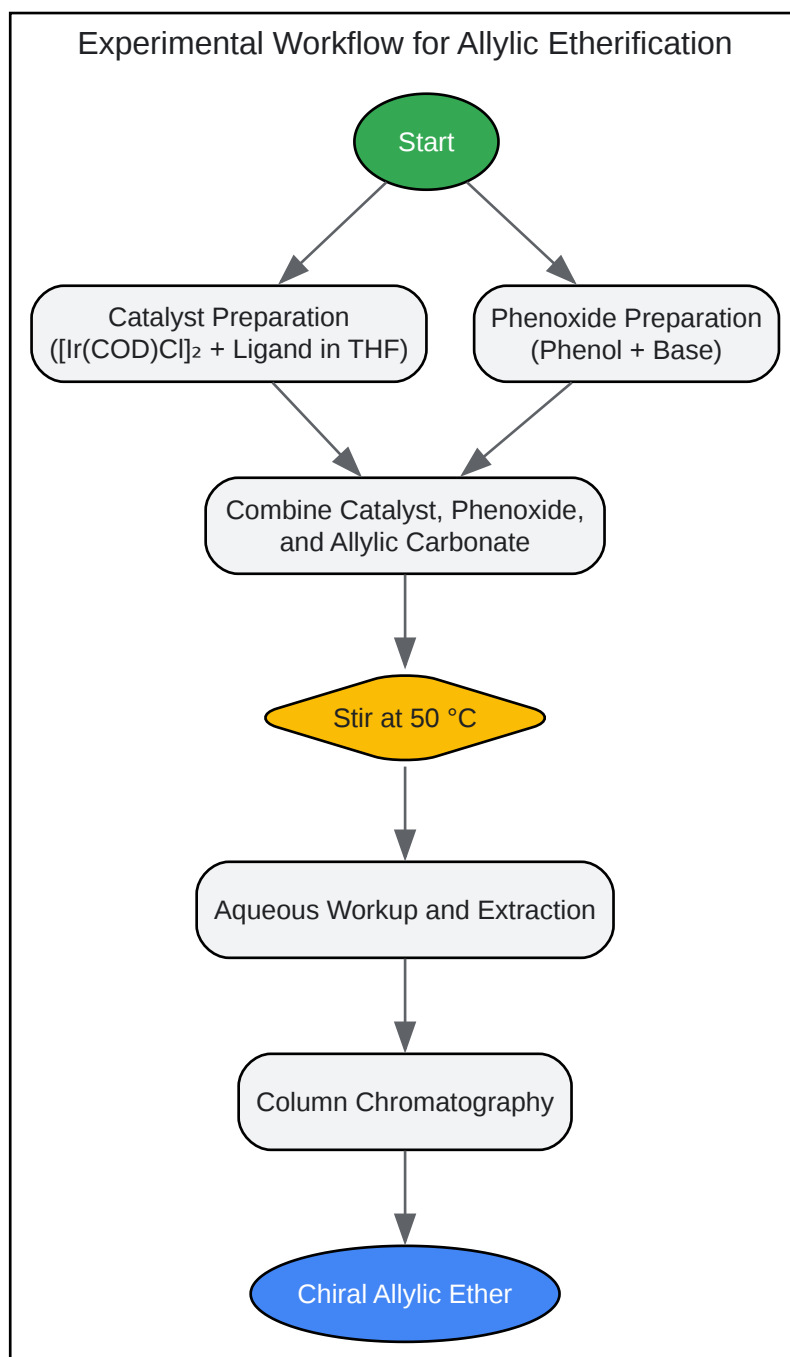 Experimental Workflow for Allylic Etherification
Start
Catalyst Preparation
([Ir(COD)Cl]₂ + Ligand in THF)
Phenoxide Preparation
(Phenol + Base)
Combine Catalyst, Phenoxide,
and Allylic Carbonate
Stir at 50 °C
Aqueous Workup and Extraction
Column Chromatography
Chiral Allylic Ether